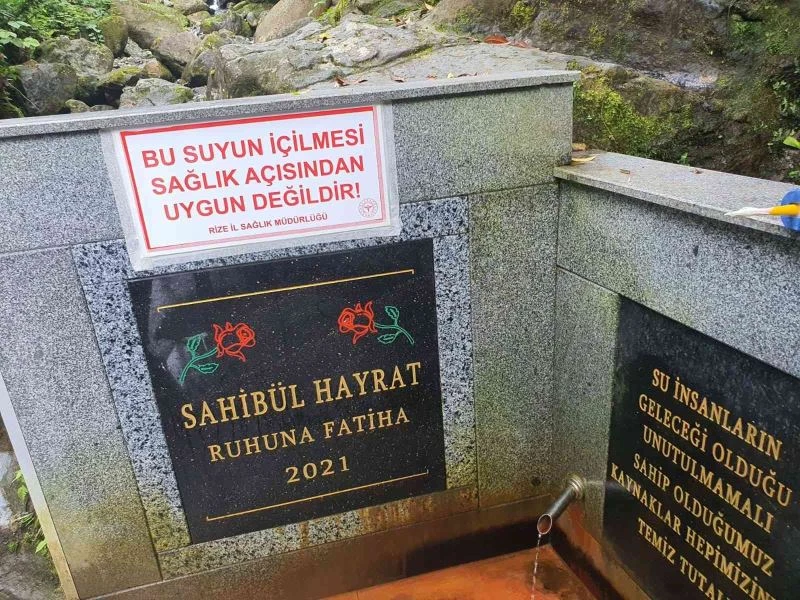 BU SUYUN İÇİLMESİ
SAĞLIK AÇISINDAN
UYGUN DEĞİLDİR!
RİZE İL SAĞLIK MÜDÜRLÜĞÜ
SAHİBÜL HAYRAT
RUHUNA FATİHA
2021
SU İNSANLARIN
GELECEĞİ OLDUĞU
UNUTULMAMALI
SAHİP OLDUĞUMUZ
KAYNAKLAR HEPİMİZİN
TEMİZ TUTAL